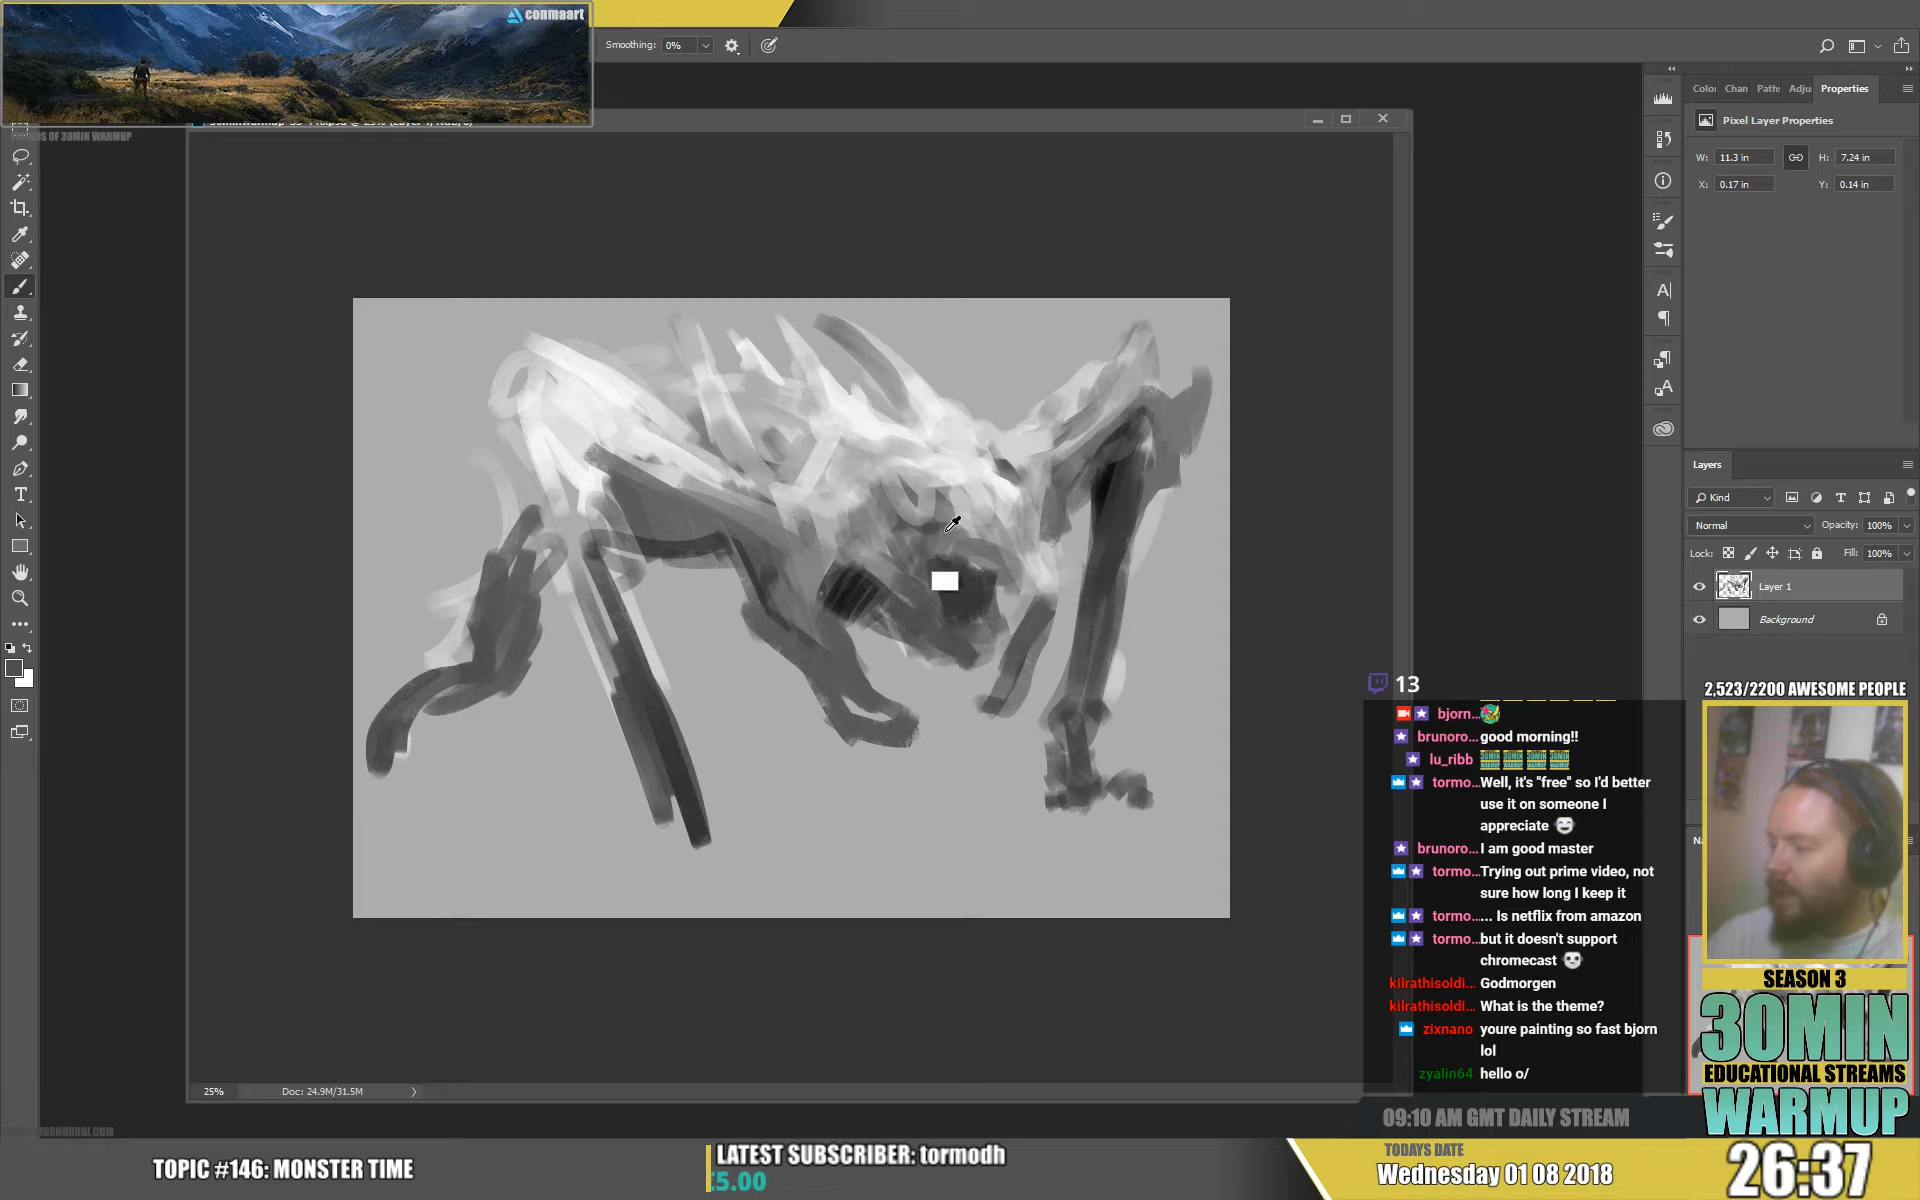 conmaart
Smoothing: 0%
OF 30MIN WARMUP
Chan Paths Properties
Pixel Layer Properties
W: 11.3 in H: 7.24 in
X: 0.17 in Y: 0.14 in
Layers
Kind
Normal Opacity: 100%
Lock: Fill: 100%
Layer 1
Background
2,523/2200 AWESOME PEOPLE
13
bjorn...
brunoro... good morning!!
lu_ribb
tormo... Well, it's "free" so I'd better
use it on someone I
appreciate
brunoro... I am good master
tormo... Trying out prime video, not
sure how long I keep it
tormo... ... Is netflix from amazon
tormo... but it doesn't support
chromecast
kilrathisoldi... Godmorgen
kilrathisoldi... What is the theme?
zixnano youre painting so fast bjorn
lol
zyalin64 hello o/
SEASON 3
30MIN
EDUCATIONAL STREAMS
WARMUP
25% Doc: 24.9M/31.5M
09:10 AM GMT DAILY STREAM
TOPIC #146: MONSTER TIME
LATEST SUBSCRIBER: tormodh
5.00
TODAYS DATE
Wednesday 01 08 2018
26:37